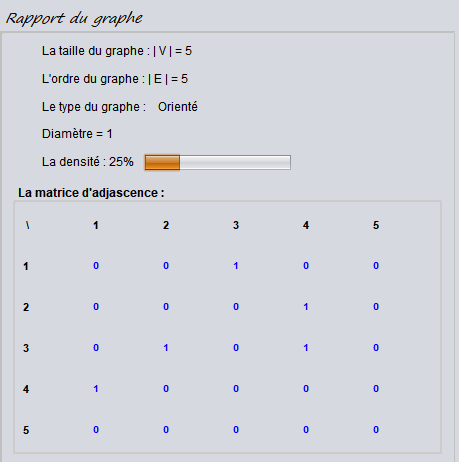 Rapport du graphe
La taille du graphe : | V | = 5
L'ordre du graphe : | E | = 5
Le type du graphe :    Orienté
Diamètre = 1
La densité : 25%
La matrice d'adjascence :
\ 1 2 3 4 5
1 0 0 1 0 0
2 0 0 0 1 0
3 0 1 0 1 0
4 1 0 0 0 0
5 0 0 0 0 0